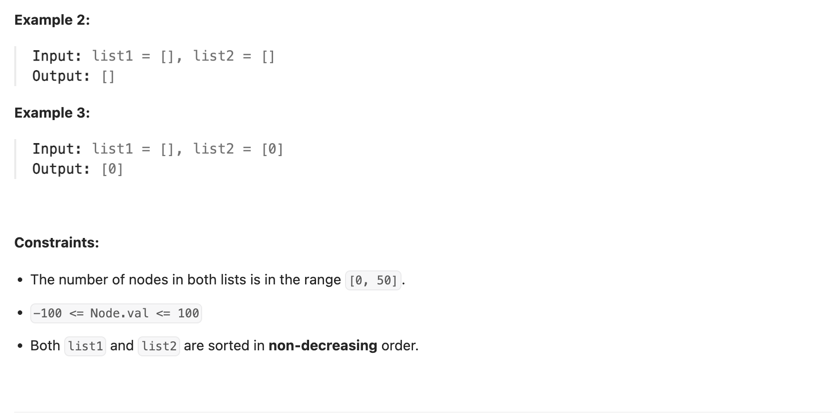 Example 2:
Input: list1 = [], list2 = []
Output: []
Example 3:
Input: list1 = [], list2 = [0]
Output: [0]
Constraints:
• The number of nodes in both lists is in the range [0, 50].
• -100 <= Node.val <= 100
• Both list1 and list2 are sorted in non-decreasing order.